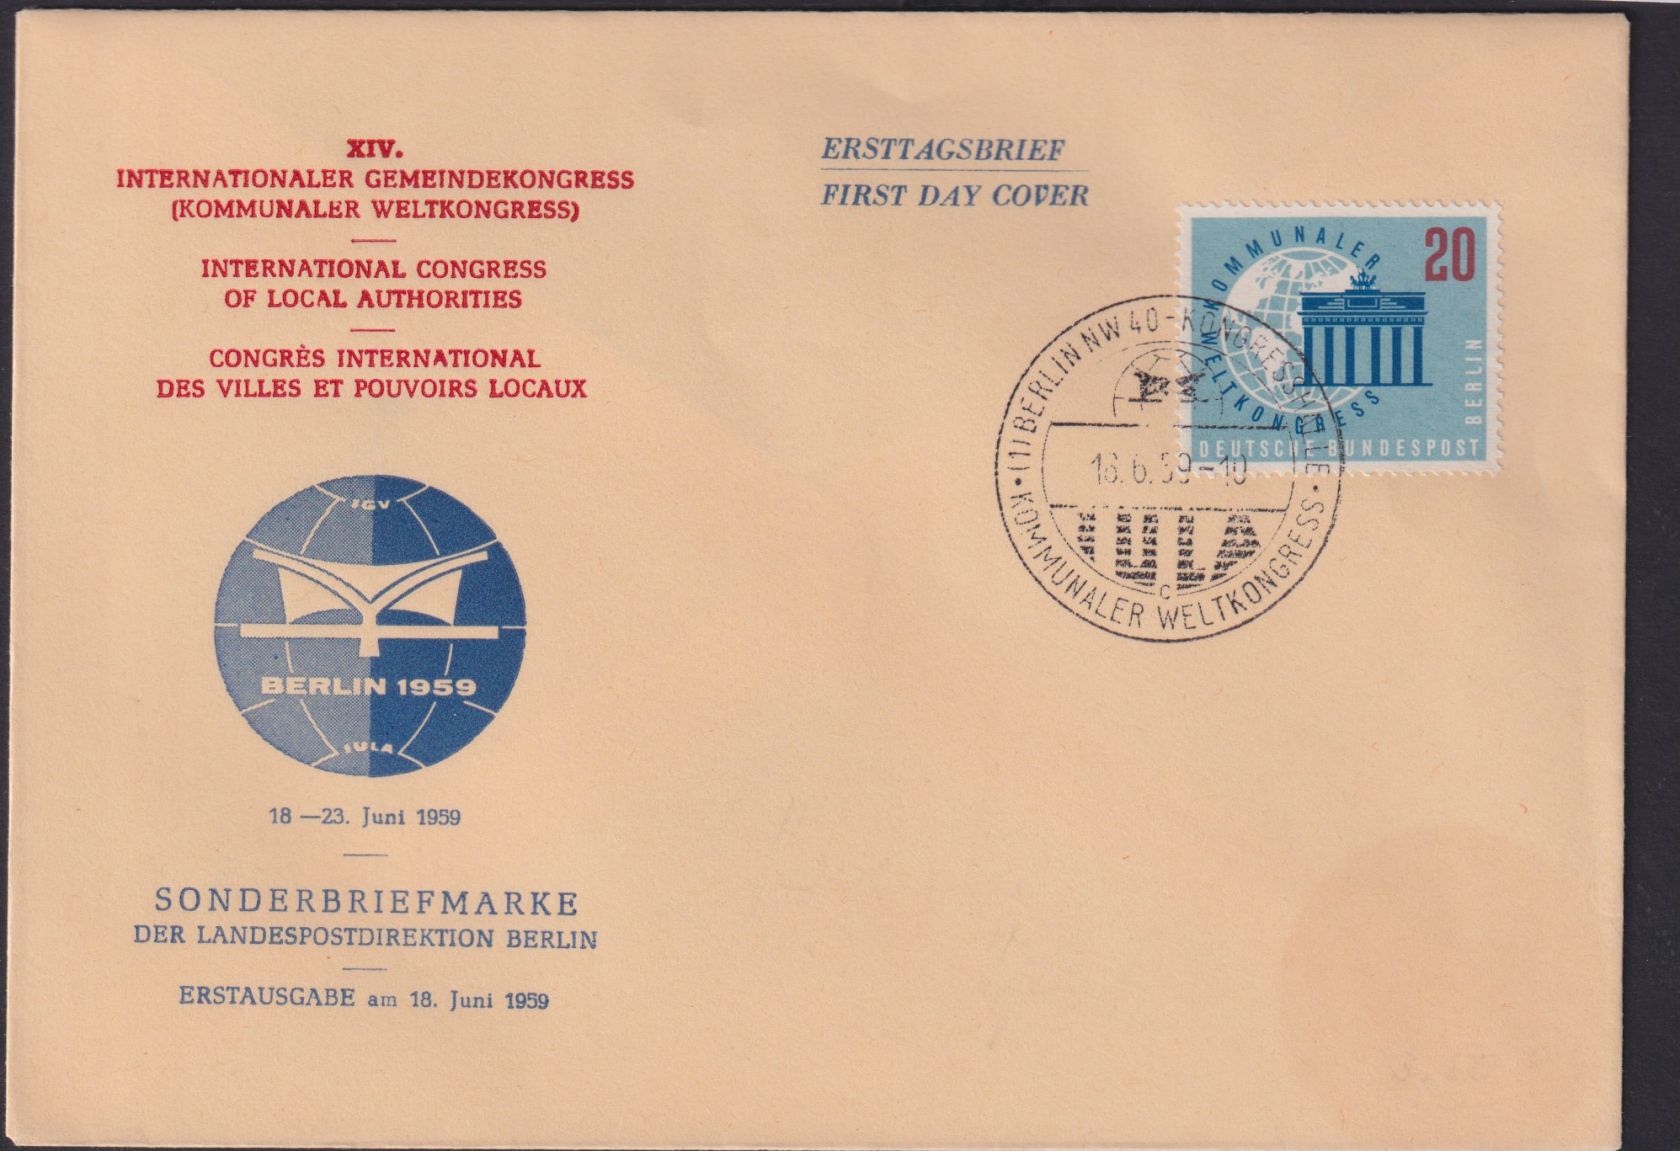 XIV.
INTERNATIONALER GEMEINDEKONGRESS
(KOMMUNALER WELTKONGRESS)
INTERNATIONAL CONGRESS
OF LOCAL AUTHORITIES
CONGRÈS INTERNATIONAL
DES VILLES ET POUVOIRS LOCAUX
IGV
BERLIN 1959
IULA
18 —23. Juni 1959
SONDERBRIEFMARKE
DER LANDESPOSTDIREKTION BERLIN
ERSTAUSGABE am 18. Juni 1959
ERSTTAGSBRIEF
FIRST DAY COVER
KOMMUNALER
WELTKONGRESS
20
BERLIN
DEUTSCHE BUNDESPOST
(1) BERLIN NW 40 - KONGRESSHALLE
18.6.59-10
IULA
c
KOMMUNALER WELTKONGRESS